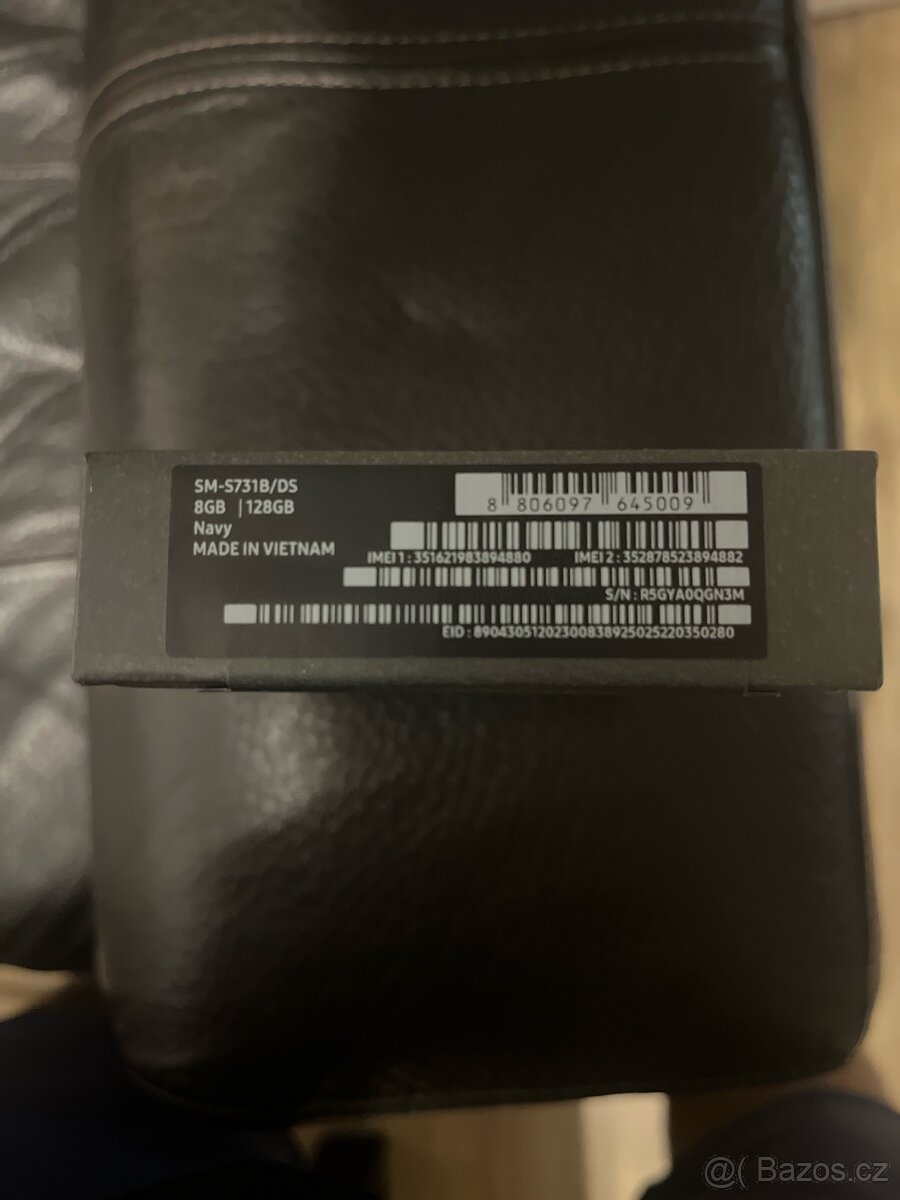 SM-S731B/DS
8GB | 128GB
Navy
MADE IN VIETNAM
8 806097 645009
IMEI 1 : 351621983894880 IMEI 2 : 352878523894882
S/N : R5GYA0QGN3M
EID : 89043051202300838925025220350280
@( Bazos.cz